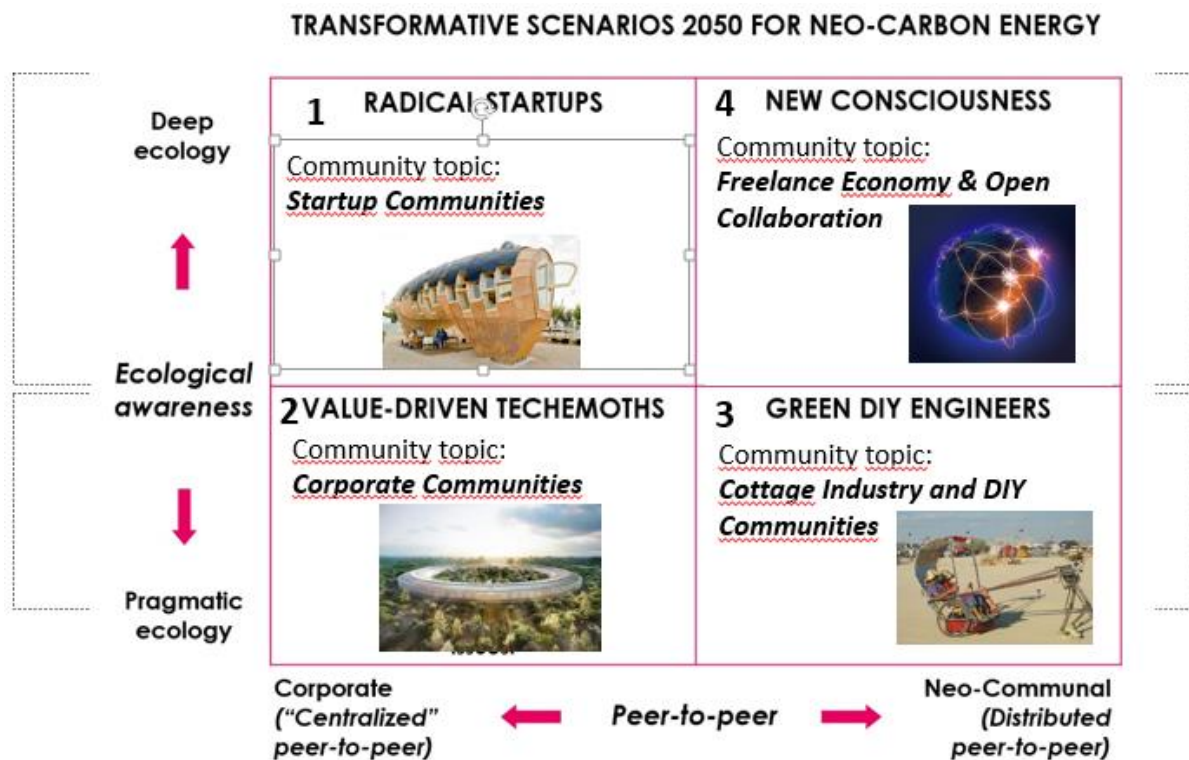 TRANSFORMATIVE SCENARIOS 2050 FOR NEO-CARBON ENERGY
Deep
ecology
Ecological
awareness
Pragmatic
ecology
1 RADICAL STARTUPS
Community topic:
Startup Communities
4 NEW CONSCIOUSNESS
Community topic:
Freelance Economy & Open
Collaboration
2 VALUE-DRIVEN TECHEMOTHS
Community topic:
Corporate Communities
3 GREEN DIY ENGINEERS
Community topic:
Cottage Industry and DIY
Communities
Corporate
("Centralized"
peer-to-peer)
Peer-to-peer
Neo-Communal
(Distributed
peer-to-peer)